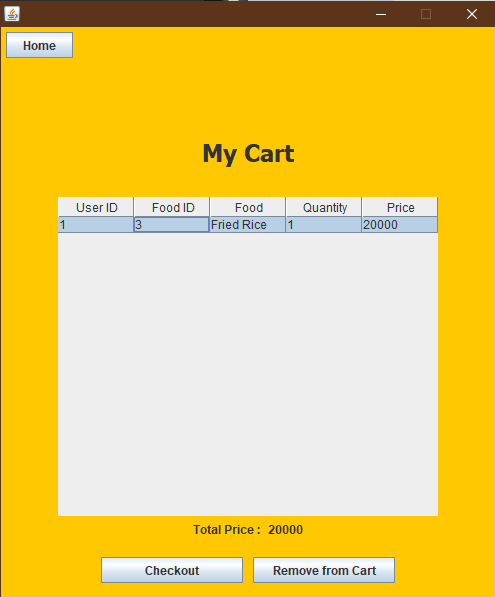 Home
My Cart
User ID Food ID Food Quantity Price
1 3 Fried Rice 1 20000
Total Price : 20000
Checkout Remove from Cart